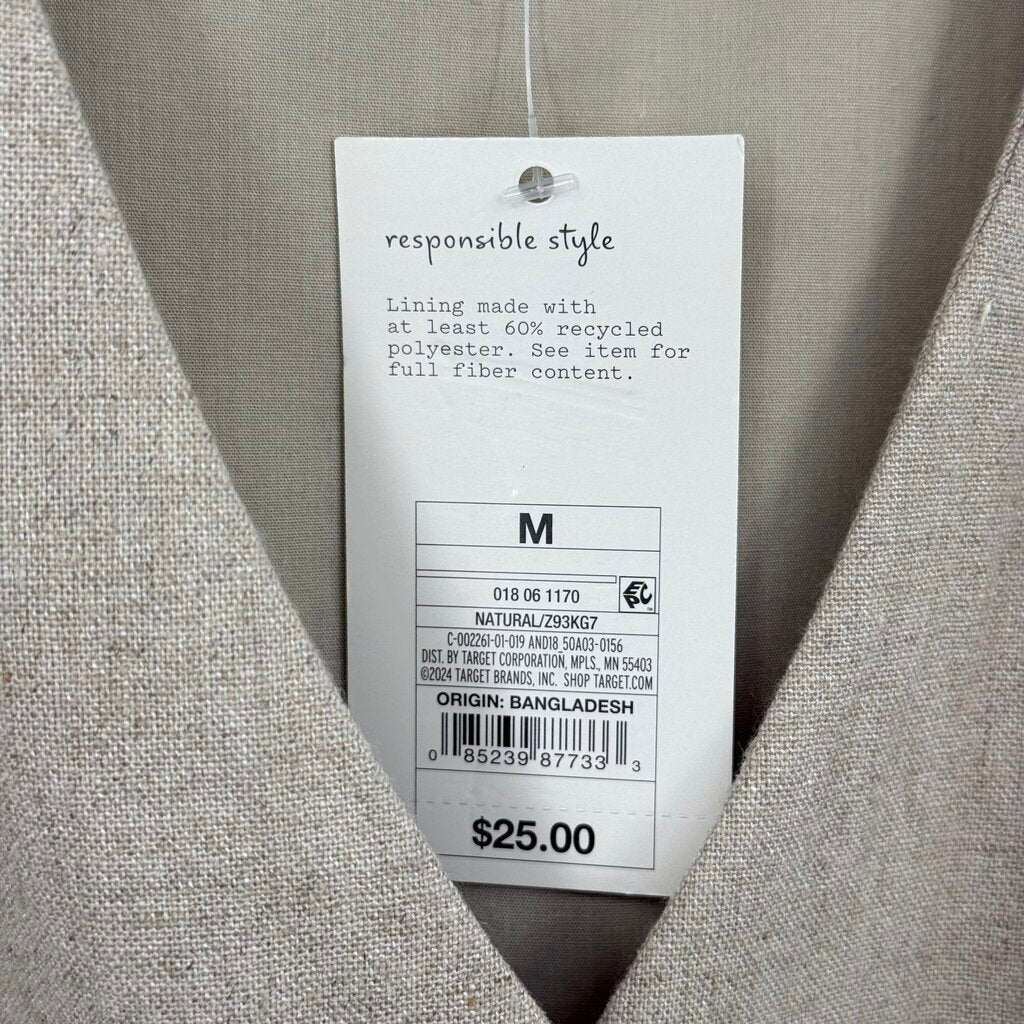 responsible style
Lining made with
at least 60% recycled
polyester. See item for
full fiber content.
M
018 06 1170
EPC™
NATURAL/Z93KG7
C-002261-01-019 AND18_50A03-0156
DIST. BY TARGET CORPORATION, MPLS., MN 55403
©2024 TARGET BRANDS, INC. SHOP TARGET.COM
ORIGIN: BANGLADESH
0 85239 87733 3
$25.00